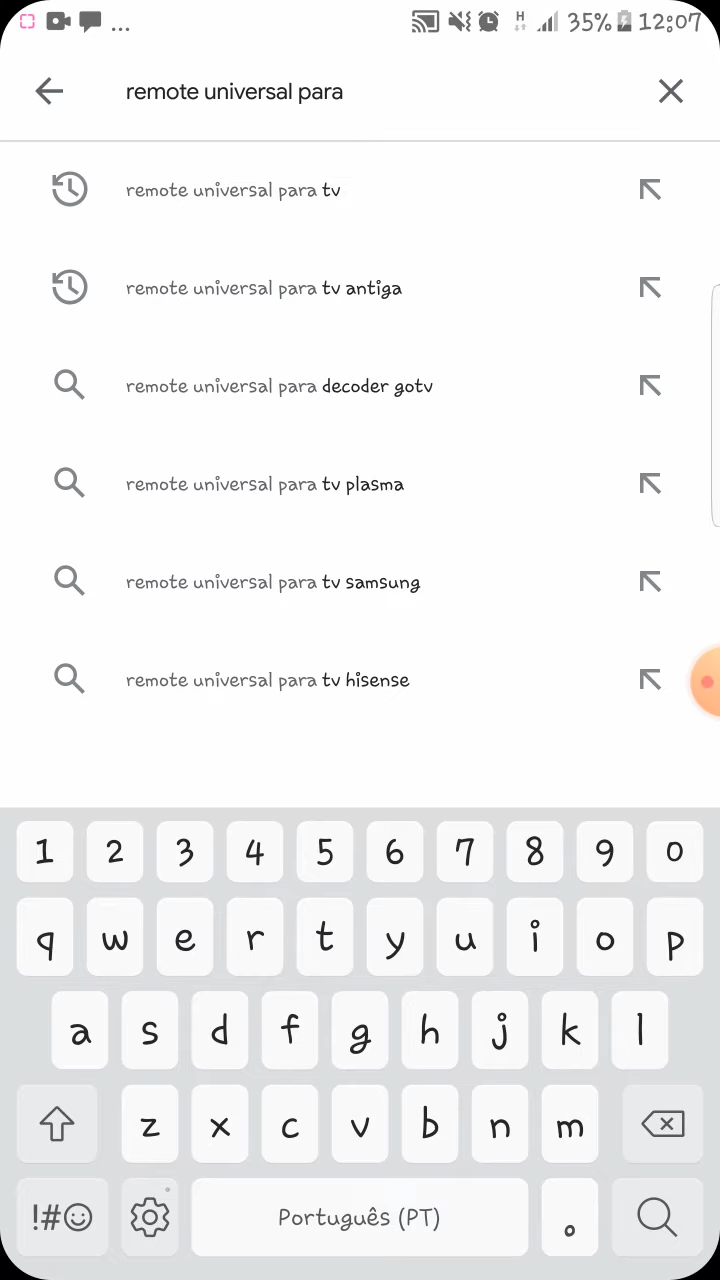 ... H 35% 12:07
remote universal para
remote universal para tv
remote universal para tv antiga
remote universal para decoder gotv
remote universal para tv plasma
remote universal para tv samsung
remote universal para tv hisense
1 2 3 4 5 6 7 8 9 0
q w e r t y u i o p
a s d f g h j k l
z x c v b n m
!#☺ Português (PT) .